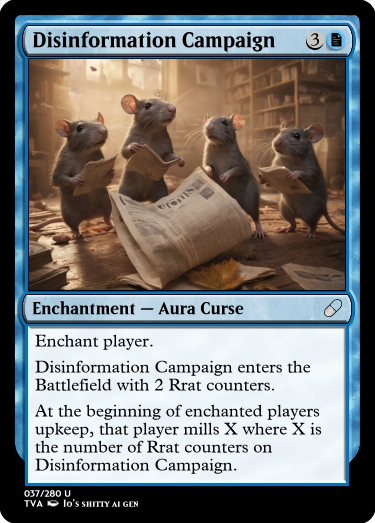 Disinformation Campaign 3
Enchantment — Aura Curse
Enchant player.
Disinformation Campaign enters the
Battlefield with 2 Rrat counters.
At the beginning of enchanted players
upkeep, that player mills X where X is
the number of Rrat counters on
Disinformation Campaign.
037/280 U
TVA Io's SHITTY AI GEN